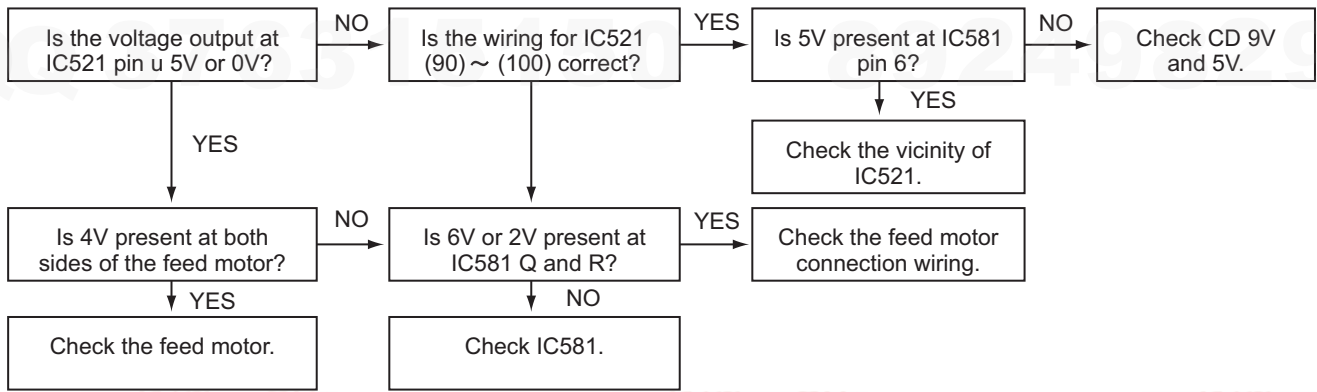 Is the voltage output at
IC521 pin u 5V or 0V?
NO
Is the wiring for IC521
(90) ~ (100) correct?
YES
Is 5V present at IC581
pin 6?
NO
Check CD 9V
and 5V.
YES
YES
Check the vicinity of
IC521.
Is 4V present at both
sides of the feed motor?
NO
Is 6V or 2V present at
IC581 Q and R?
YES
Check the feed motor
connection wiring.
YES
NO
Check the feed motor.
Check IC581.